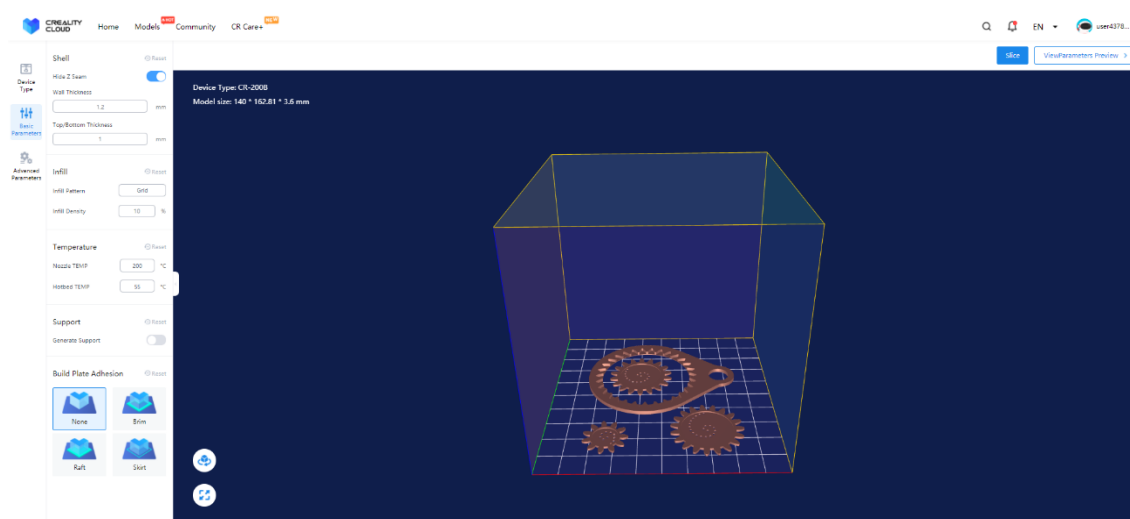 CREALITY CLOUD Home Models HOT Community CR Care+ NEW EN user4378...
Slice ViewParameters Preview >
Device Type
Basic Parameters
Advanced Parameters
Shell Reset
Hide Z Seam
Wall Thickness
1.2 mm
Top/Bottom Thickness
1 mm
Infill Reset
Infill Pattern Grid
Infill Density 10 %
Temperature Reset
Nozzle TEMP 200 °C
Hotbed TEMP 55 °C
Support Reset
Generate Support
Build Plate Adhesion Reset
None Brim
Raft Skirt
Device Type: CR-200B
Model size: 140 * 162.81 * 3.6 mm